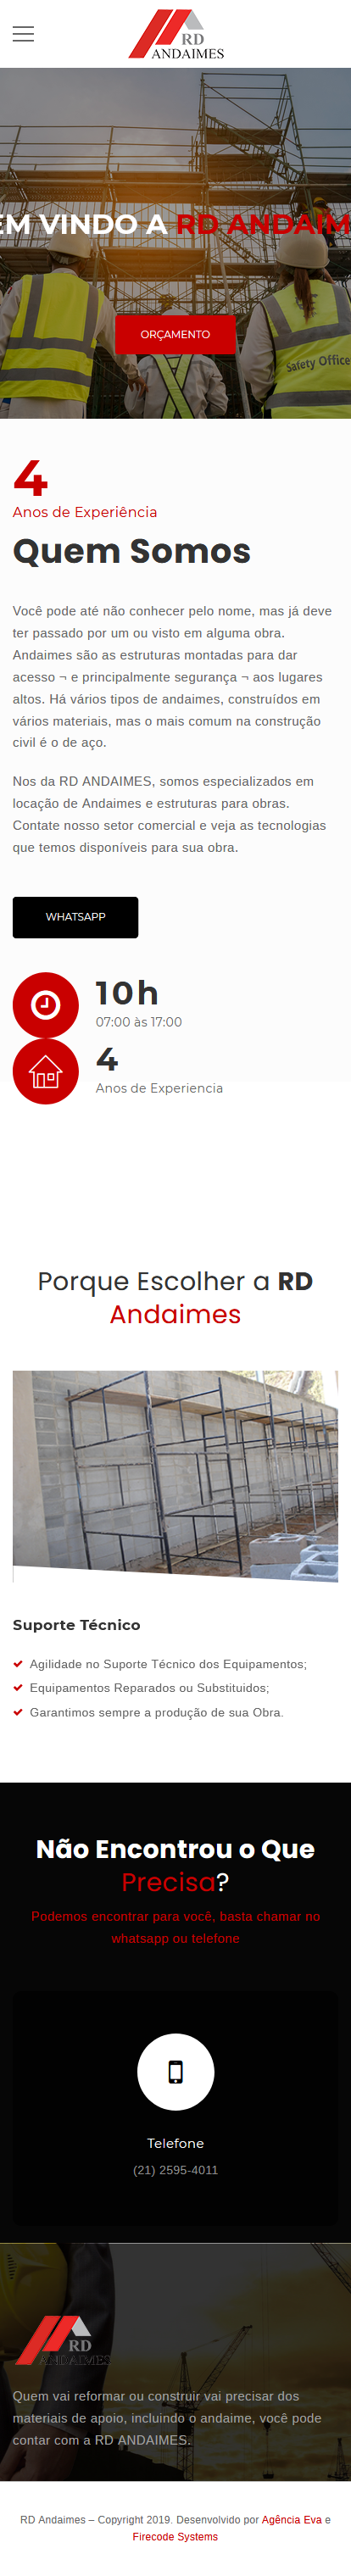 RD
ANDAIMES
EM VINDO A RD ANDAIM
ORÇAMENTO
Safety Office
4
Anos de Experiência
Quem Somos
Você pode até não conhecer pelo nome, mas já deve
ter passado por um ou visto em alguma obra.
Andaimes são as estruturas montadas para dar
acesso ¬ e principalmente segurança ¬ aos lugares
altos. Há vários tipos de andaimes, construídos em
vários materiais, mas o mais comum na construção
civil é o de aço.
Nos da RD ANDAIMES, somos especializados em
locação de Andaimes e estruturas para obras.
Contate nosso setor comercial e veja as tecnologias
que temos disponíveis para sua obra.
WHATSAPP
10h
07:00 às 17:00
4
Anos de Experiencia
Porque Escolher a RD
Andaimes
Suporte Técnico
Agilidade no Suporte Técnico dos Equipamentos;
Equipamentos Reparados ou Substituidos;
Garantimos sempre a produção de sua Obra.
Não Encontrou o Que
Precisa?
Podemos encontrar para você, basta chamar no
whatsapp ou telefone
Telefone
(21) 2595-4011
RD
ANDAIMES
Quem vai reformar ou construir vai precisar dos
materiais de apoio, incluindo o andaime, você pode
contar com a RD ANDAIMES.
RD Andaimes – Copyright 2019. Desenvolvido por Agência Eva e
Firecode Systems